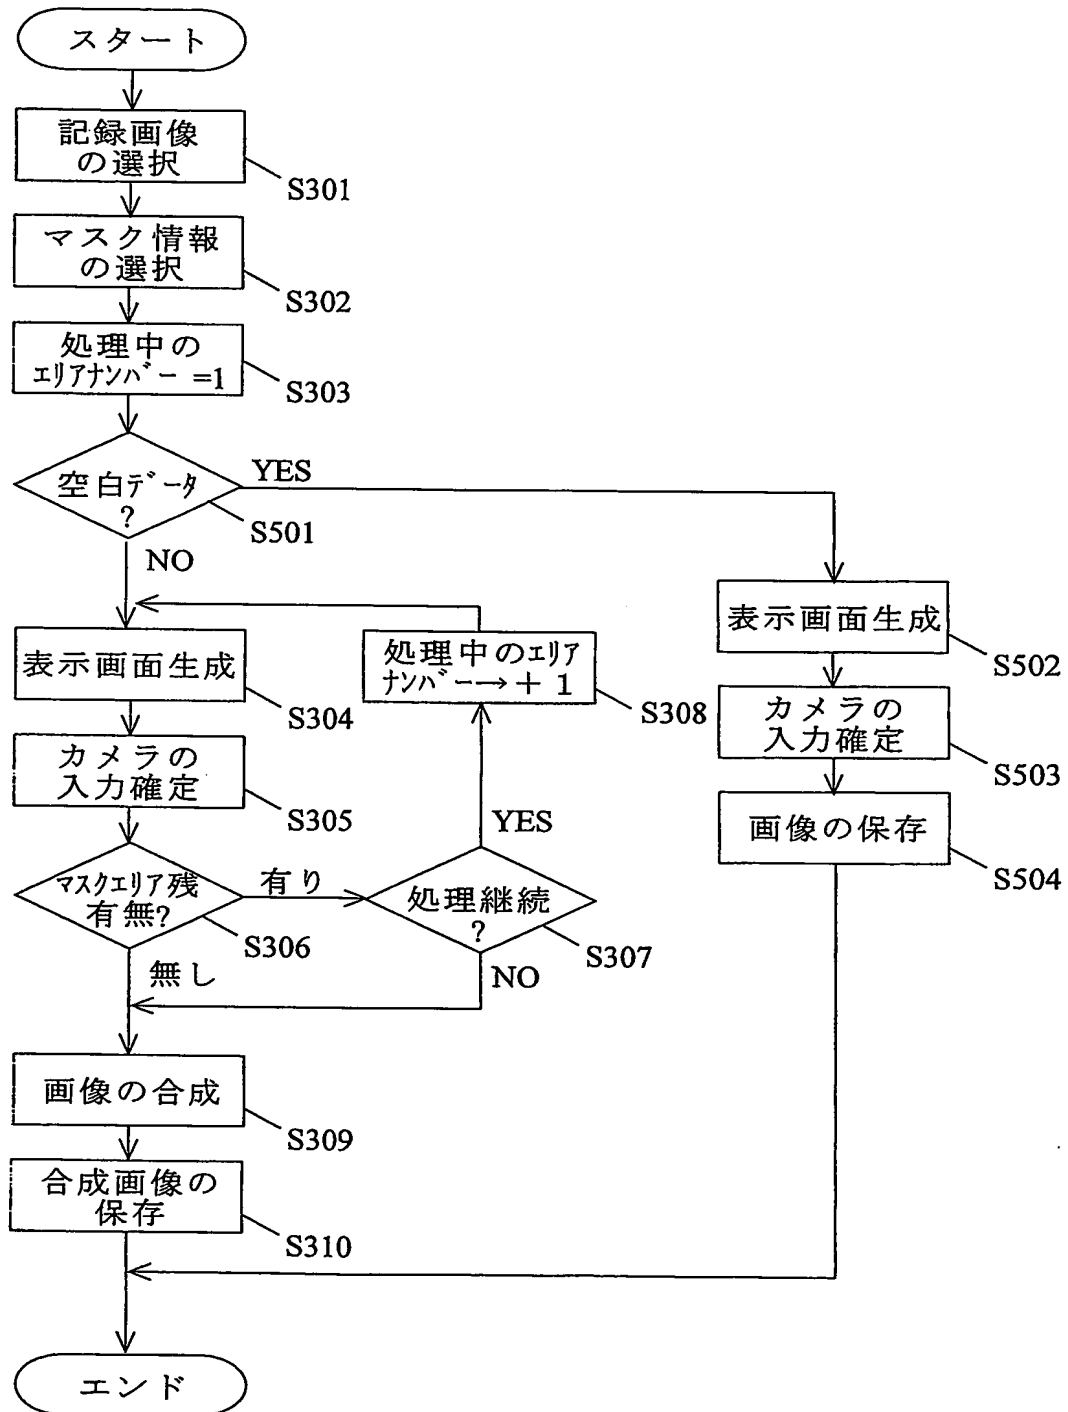 スタート
記録画像
の選択
S301
マスク情報
の選択
S302
処理中の
ｴﾘｱﾅﾝﾊﾞｰ =1
S303
空白ﾃﾞｰﾀ
?
YES
S501
NO
表示画面生成
S304
処理中のｴﾘｱ
ﾅﾝﾊﾞｰ→＋1
S308
表示画面生成
S502
カメラの
入力確定
S305
カメラの
入力確定
S503
YES
画像の保存
S504
ﾏｽｸｴﾘｱ残
有無?
有り
S306
処理継続
?
S307
無し
NO
画像の合成
S309
合成画像の
保存
S310
エンド